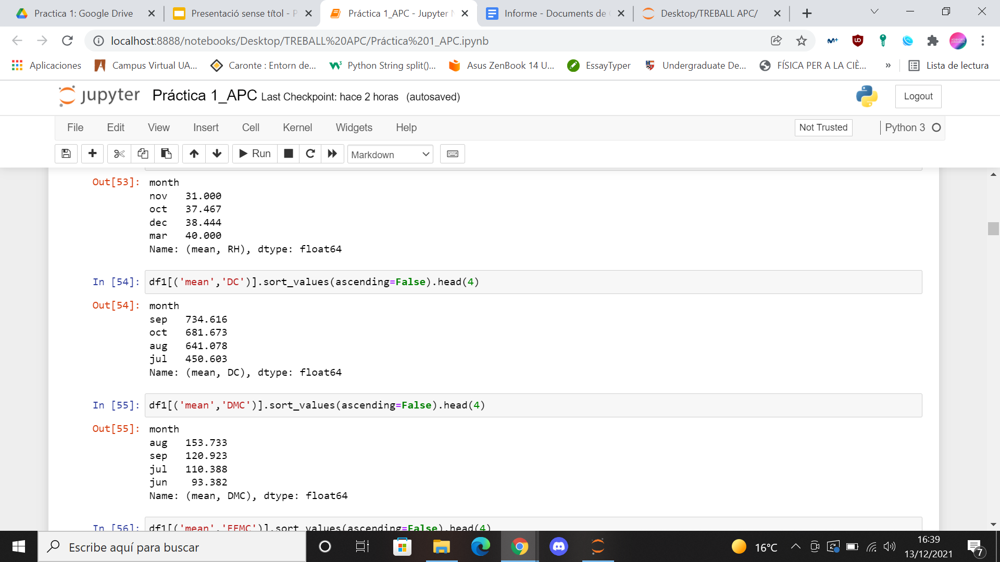 Practica 1: Google Drive
Presentació sense títol - P
Práctica 1_APC - Jupyter N
Informe - Documents de G
Desktop/TREBALL APC/
localhost:8888/notebooks/Desktop/TREBALL%20APC/Práctica%201_APC.ipynb
Aplicaciones
Campus Virtual UA...
Caronte : Entorn de...
Python String split()...
Asus ZenBook 14 U...
EssayTyper
Undergraduate De...
FÍSICA PER A LA CIÈ...
»
Lista de lectura
jupyter Práctica 1_APC Last Checkpoint: hace 2 horas (autosaved)
Logout
File Edit View Insert Cell Kernel Widgets Help
Not Trusted
Python 3
Run
Markdown
Out[53]: month
nov 31.000
oct 37.467
dec 38.444
mar 40.000
Name: (mean, RH), dtype: float64
In [54]: df1[('mean','DC')].sort_values(ascending=False).head(4)
Out[54]: month
sep 734.616
oct 681.673
aug 641.078
jul 450.603
Name: (mean, DC), dtype: float64
In [55]: df1[('mean','DMC')].sort_values(ascending=False).head(4)
Out[55]: month
aug 153.733
sep 120.923
jul 110.388
jun 93.382
Name: (mean, DMC), dtype: float64
In [56]: df1[('mean','FFMC')].sort_values(ascending=False).head(4)
Escribe aquí para buscar
16°C
16:39
13/12/2021
7